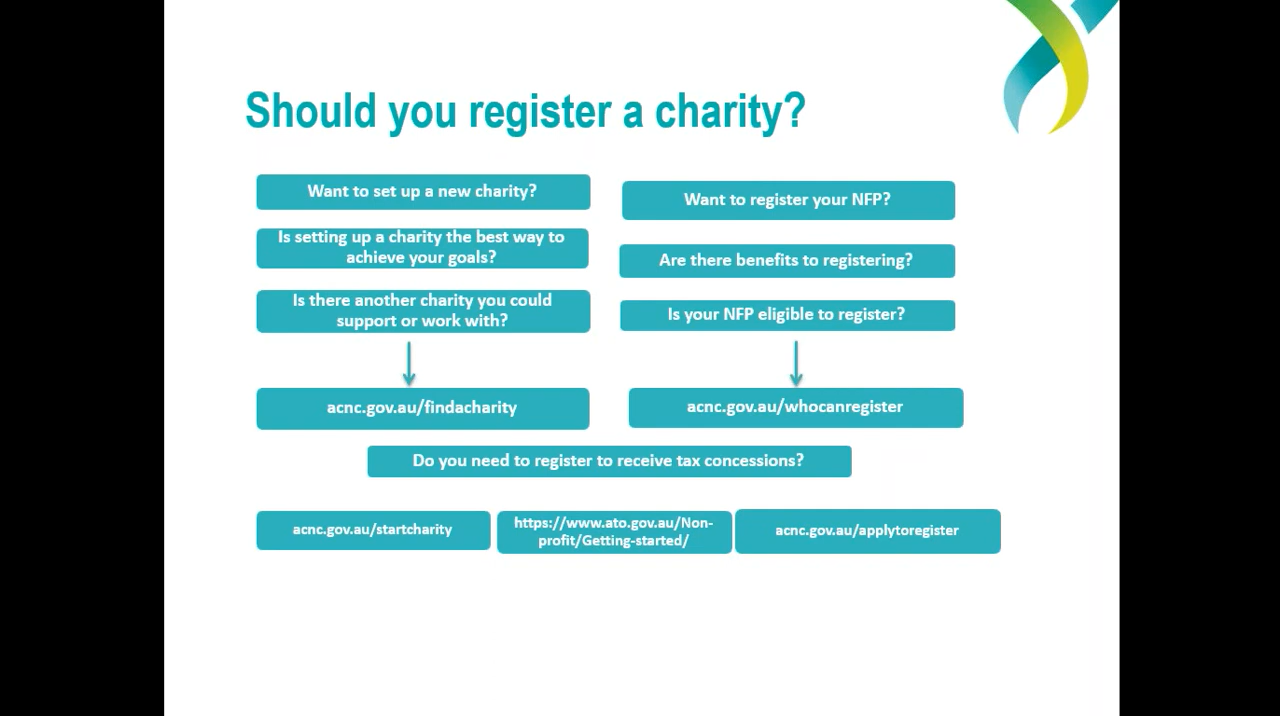 Should you register a charity?
Want to set up a new charity?
Is setting up a charity the best way to
achieve your goals?
Is there another charity you could
support or work with?
acnc.gov.au/findacharity
Want to register your NFP?
Are there benefits to registering?
Is your NFP eligible to register?
acnc.gov.au/whocanregister
Do you need to register to receive tax concessions?
acnc.gov.au/startcharity
https://www.ato.gov.au/Non-
profit/Getting-started/
acnc.gov.au/applytoregister